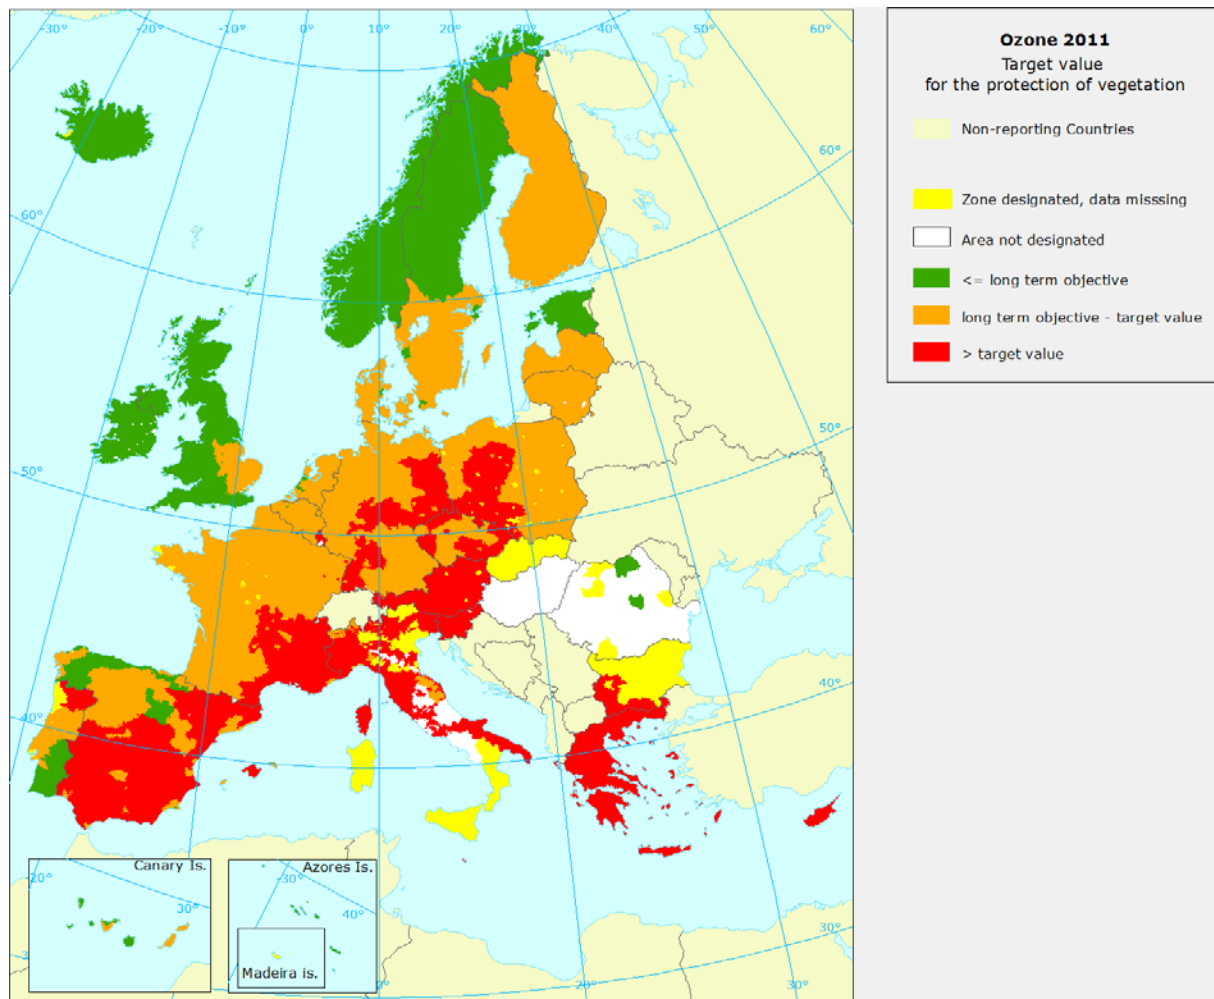 -30°
-20°
-10°
0°
10°
20°
30°
40°
50°
60°
60°
60°
50°
50°
40°
40°
Canary Is.
-20°
30°
Azores Is.
-30°
40°
Madeira is.
0°
10°
20°
30°
30°
Ozone 2011
Target value
for the protection of vegetation
Non-reporting Countries
Zone designated, data misssing
Area not designated
<= long term objective
long term objective - target value
> target value